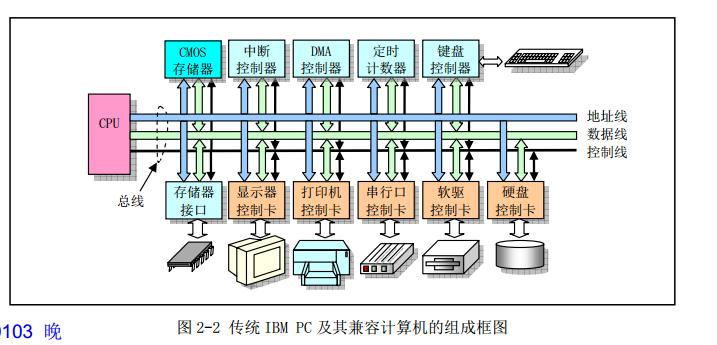 CMOS
存储器
中断
控制器
DMA
控制器
定时
计数器
键盘
控制器
CPU
地址线
数据线
控制线
总线
存储器
接口
显示器
控制卡
打印机
控制卡
串行口
控制卡
软驱
控制卡
硬盘
控制卡
图 2-2 传统 IBM PC 及其兼容计算机的组成框图
0103 晚